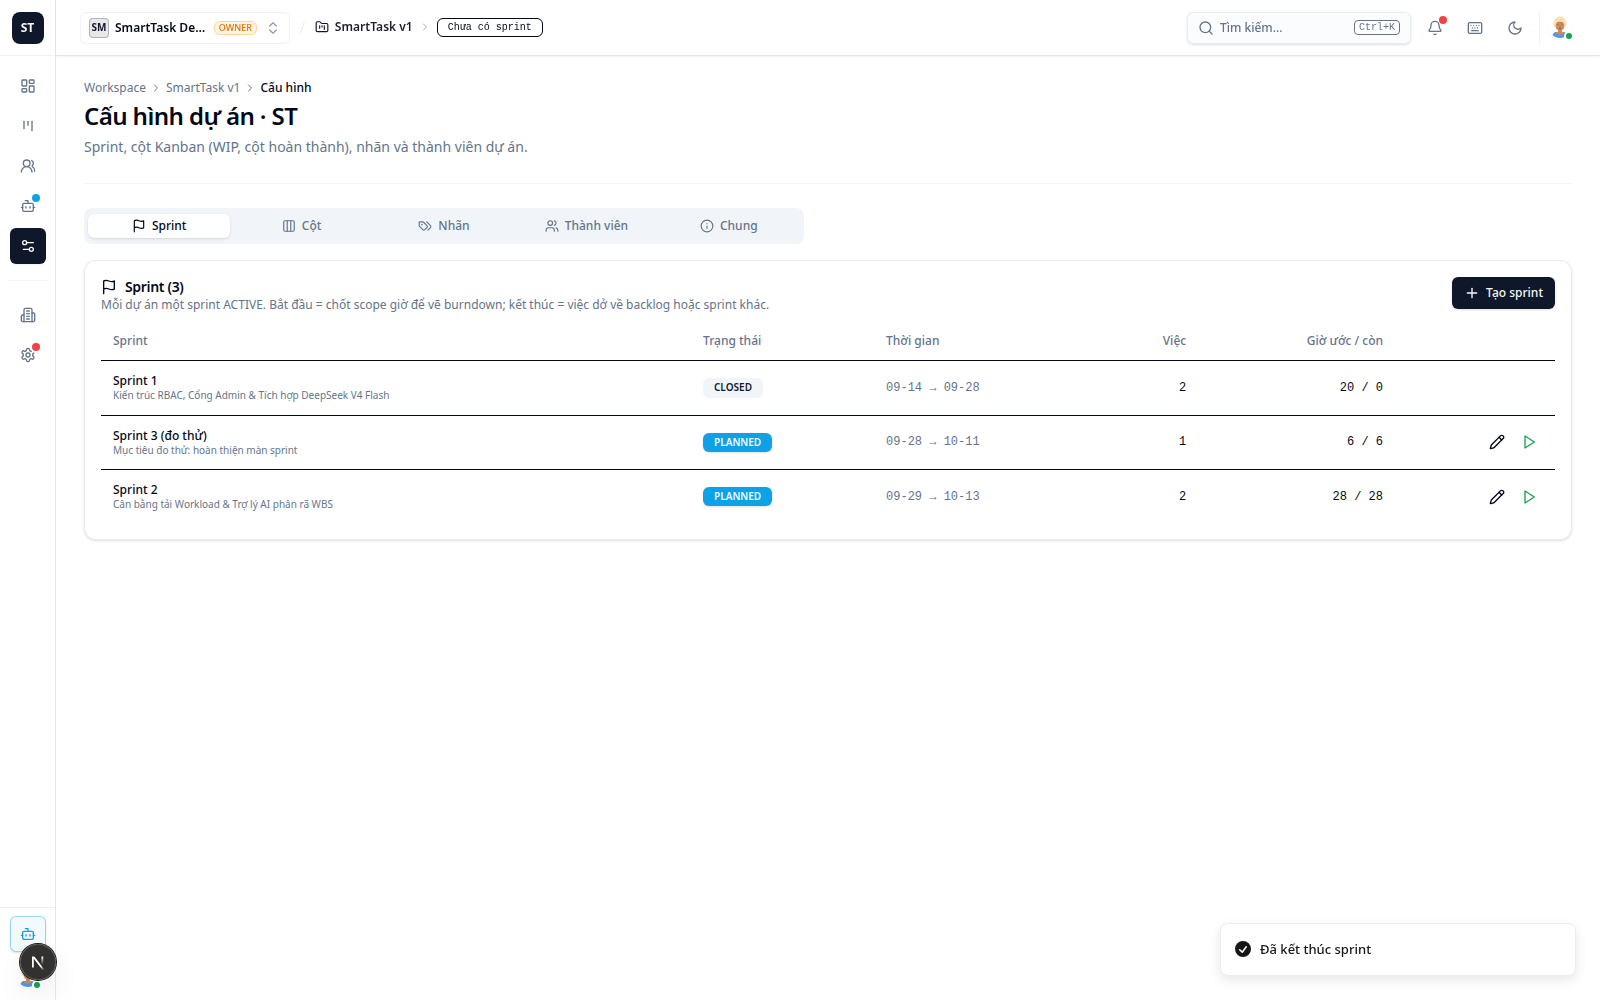 ST
SM SmartTask De... OWNER / SmartTask v1 > Chưa có sprint
Tìm kiếm... Ctrl+K
Workspace > SmartTask v1 > Cấu hình
Cấu hình dự án · ST
Sprint, cột Kanban (WIP, cột hoàn thành), nhãn và thành viên dự án.
Sprint Cột Nhãn Thành viên Chung
Sprint (3)
Mỗi dự án một sprint ACTIVE. Bắt đầu = chốt scope giờ để vẽ burndown; kết thúc = việc dở về backlog hoặc sprint khác.
Tạo sprint
Sprint Trạng thái Thời gian Việc Giờ ước / còn
Sprint 1
Kiến trúc RBAC, Cổng Admin & Tích hợp DeepSeek V4 Flash
CLOSED 09-14 → 09-28 2 20 / 0
Sprint 3 (đo thử)
Mục tiêu đo thử: hoàn thiện màn sprint
PLANNED 09-28 → 10-11 1 6 / 6
Sprint 2
Cân bằng tải Workload & Trợ lý AI phân rã WBS
PLANNED 09-29 → 10-13 2 28 / 28
N
Đã kết thúc sprint